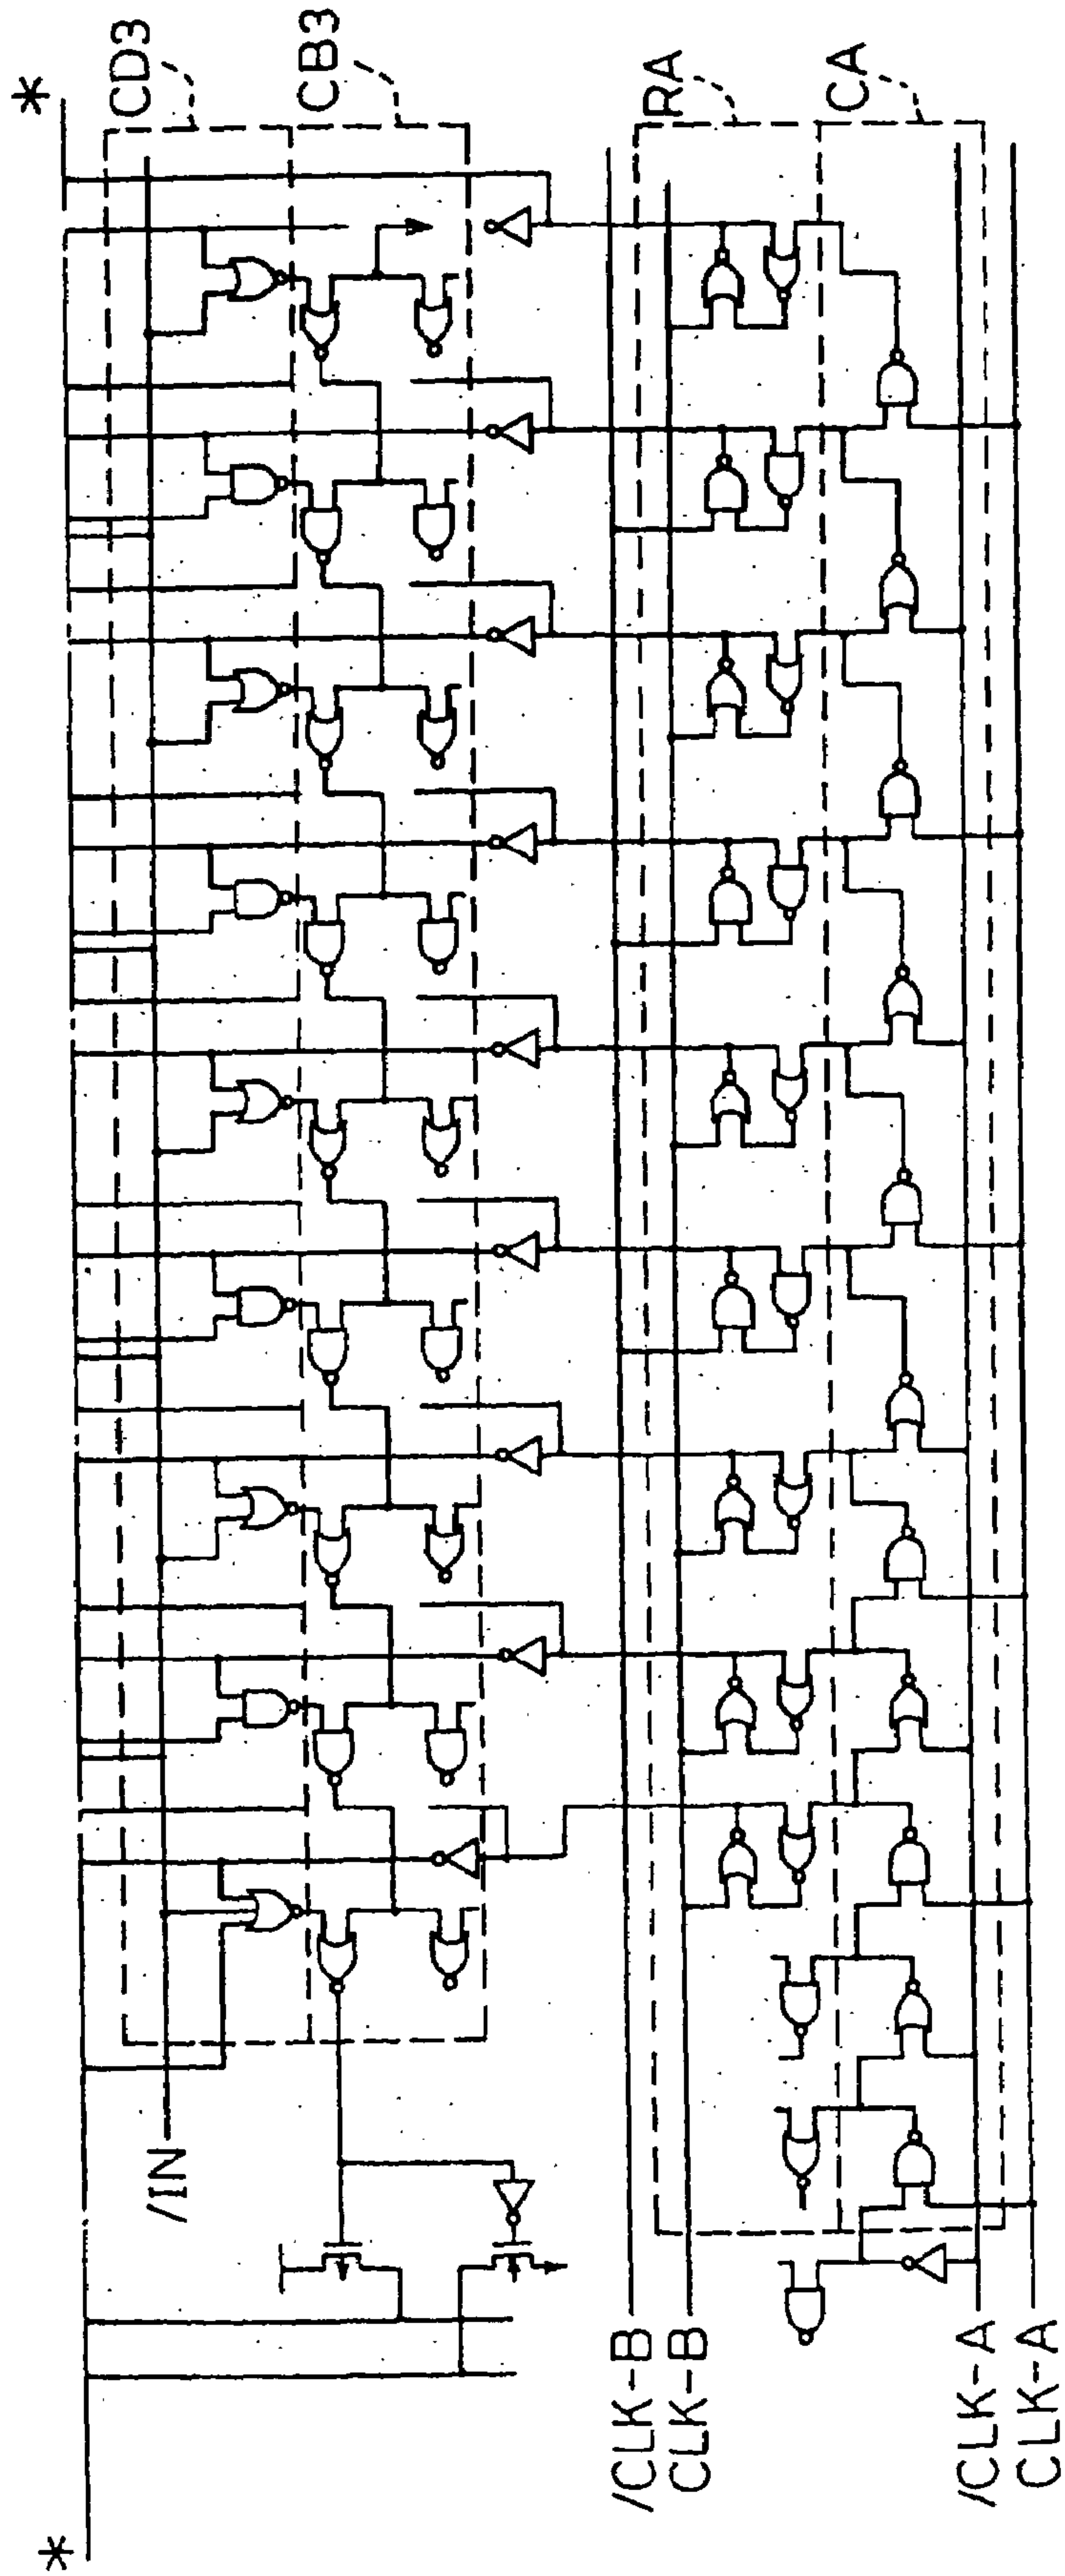 *
CD3
CB3
RA
CA
/IN
/CLK-B
CLK-B
/CLK-A
CLK-A
*